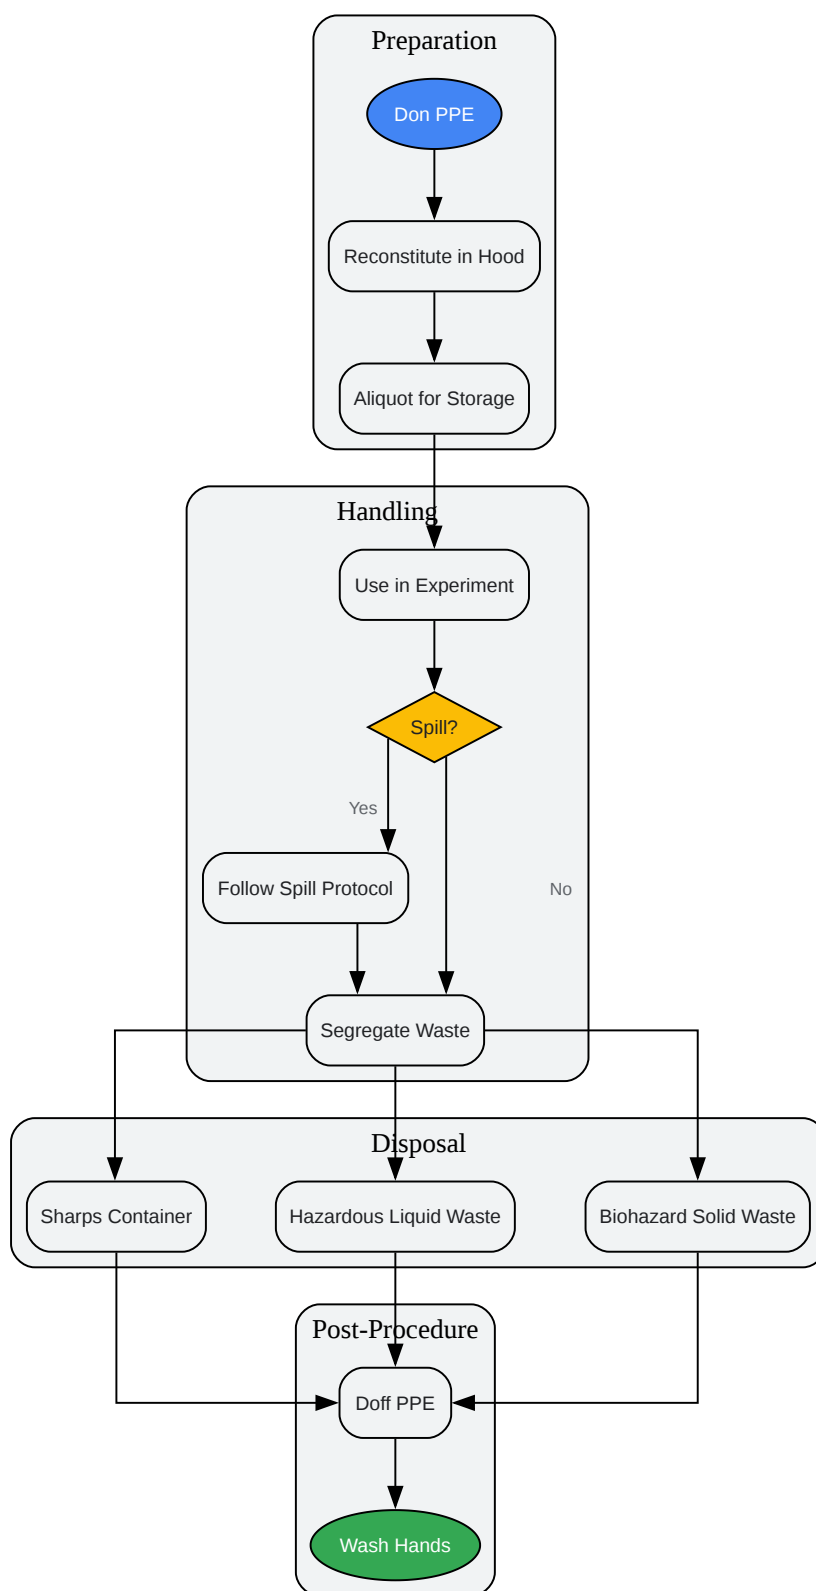 Preparation
Don PPE
Reconstitute in Hood
Aliquot for Storage
Handling
Use in Experiment
Spill?
Yes
Follow Spill Protocol
No
Segregate Waste
Disposal
Sharps Container
Hazardous Liquid Waste
Biohazard Solid Waste
Post-Procedure
Doff PPE
Wash Hands